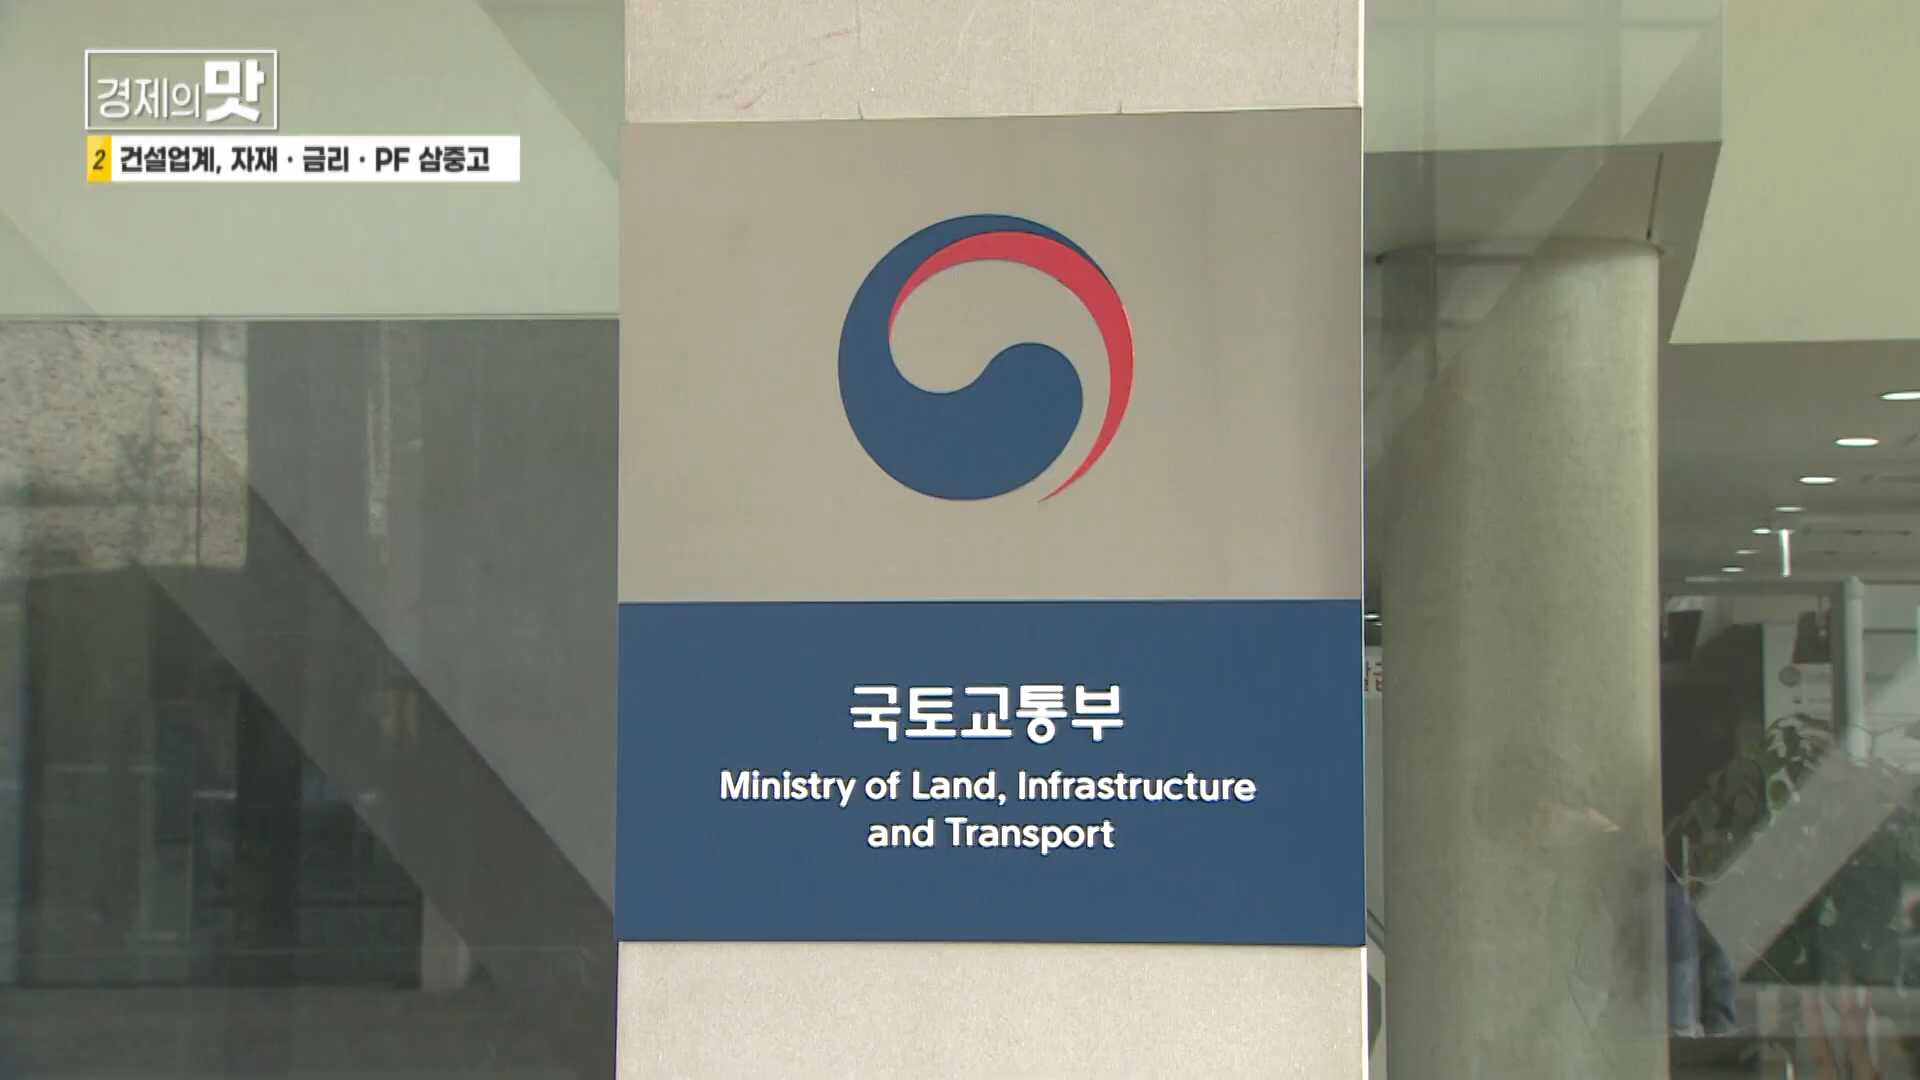 경제의맛
2 건설업계, 자재·금리·PF 삼중고
국토교통부
Ministry of Land, Infrastructure
and Transport